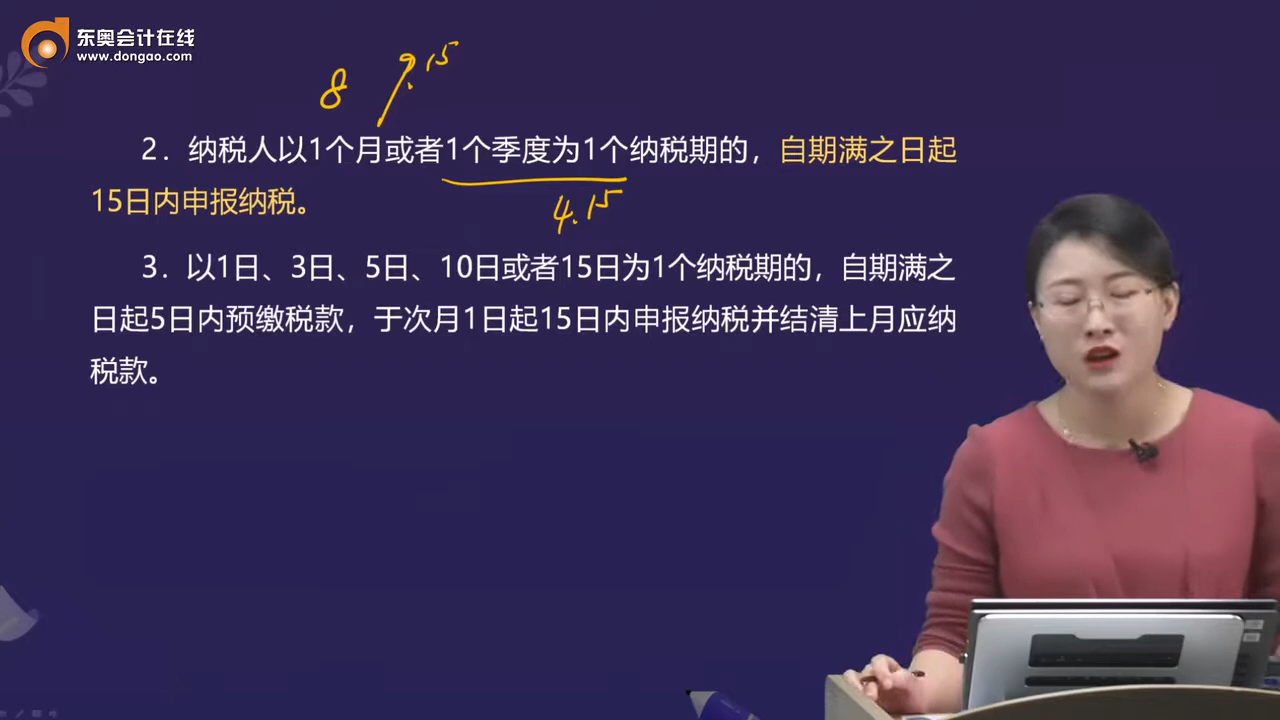 东奥会计在线
www.dongao.com
8 9.15
2. 纳税人以1个月或者1个季度为1个纳税期的，自期满之日起
15日内申报纳税。
4.15
3. 以1日、3日、5日、10日或者15日为1个纳税期的，自期满之
日起5日内预缴税款，于次月1日起15日内申报纳税并结清上月应纳
税款。